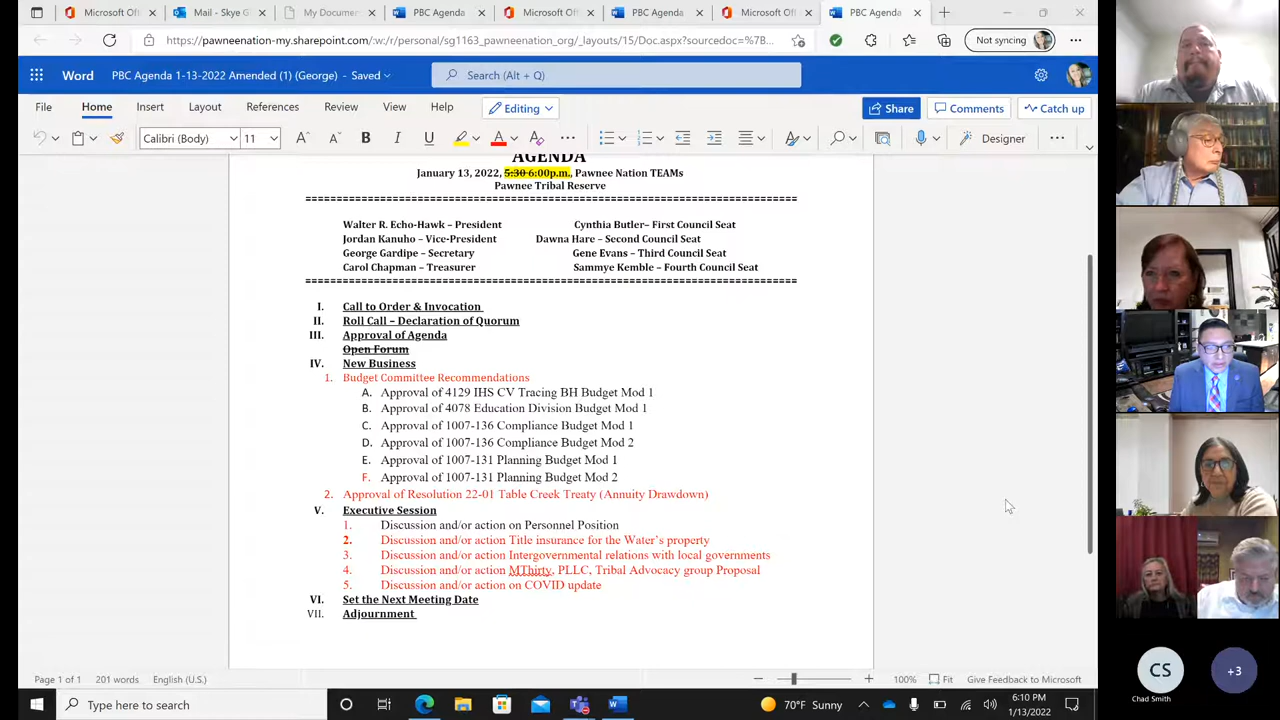 Microsoft Off
Mail - Skye G
My Documen
PBC Agenda
Microsoft Off
PBC Agenda
Microsoft Off
PBC Agenda
https://pawneenation-my.sharepoint.com/:w:/r/personal/sg1163_pawneenation_org/_layouts/15/Doc.aspx?sourcedoc=%7B...
Not syncing
Word PBC Agenda 1-13-2022 Amended (1) (George) - Saved
Search (Alt + Q)
File Home Insert Layout References Review View Help Editing Share Comments Catch up
Calibri (Body) 11 A A B I U A Designer
AGENDA
January 13, 2022, 5:30 6:00p.m., Pawnee Nation TEAMs
Pawnee Tribal Reserve
================================================================================
Walter R. Echo-Hawk – President Cynthia Butler– First Council Seat
Jordan Kanuho – Vice-President Dawna Hare – Second Council Seat
George Gardipe – Secretary Gene Evans – Third Council Seat
Carol Chapman – Treasurer Sammye Kemble – Fourth Council Seat
================================================================================
I. Call to Order & Invocation
II. Roll Call – Declaration of Quorum
III. Approval of Agenda
Open Forum
IV. New Business
1. Budget Committee Recommendations
A. Approval of 4129 IHS CV Tracing BH Budget Mod 1
B. Approval of 4078 Education Division Budget Mod 1
C. Approval of 1007-136 Compliance Budget Mod 1
D. Approval of 1007-136 Compliance Budget Mod 2
E. Approval of 1007-131 Planning Budget Mod 1
F. Approval of 1007-131 Planning Budget Mod 2
2. Approval of Resolution 22-01 Table Creek Treaty (Annuity Drawdown)
V. Executive Session
1. Discussion and/or action on Personnel Position
2. Discussion and/or action Title insurance for the Water's property
3. Discussion and/or action Intergovernmental relations with local governments
4. Discussion and/or action MThirty, PLLC, Tribal Advocacy group Proposal
5. Discussion and/or action on COVID update
VI. Set the Next Meeting Date
VII. Adjournment
CS
+3
Chad Smith
Page 1 of 1 201 words English (U.S.) 100% Fit Give Feedback to Microsoft
Type here to search
70°F Sunny
6:10 PM
1/13/2022